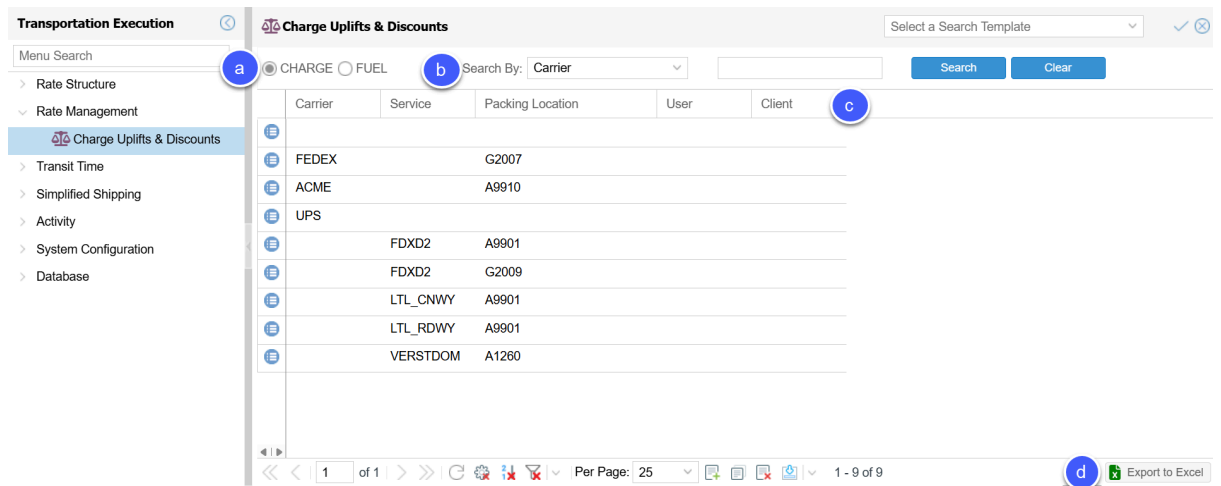 Transportation Execution
Charge Uplifts & Discounts
Select a Search Template
Menu Search
a
CHARGE
FUEL
b
Search By:
Carrier
Search
Clear
Rate Structure
Rate Management
Charge Uplifts & Discounts
Transit Time
Simplified Shipping
Activity
System Configuration
Database
Carrier Service Packing Location User Client
c
FEDEX G2007
ACME A9910
UPS
FDXD2 A9901
FDXD2 G2009
LTL_CNWY A9901
LTL_RDWY A9901
VERSTDOM A1260
1 of 1
Per Page: 25
1 - 9 of 9
d
Export to Excel